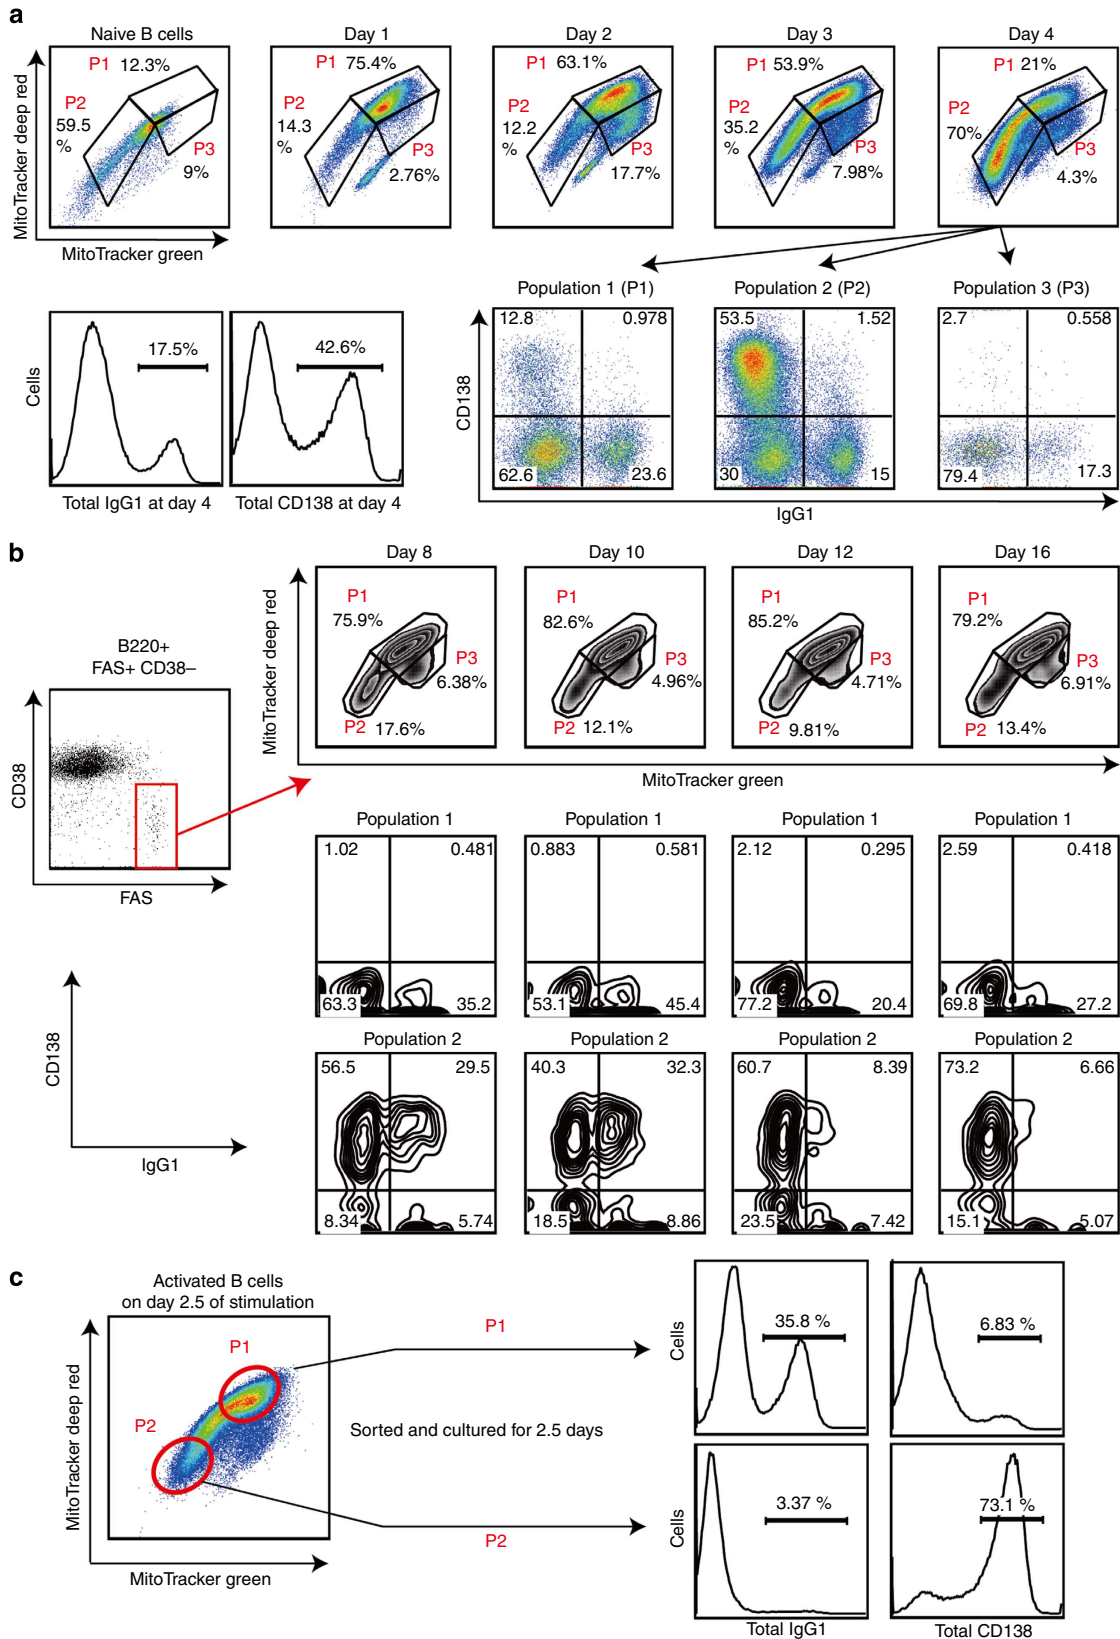 a
Naive B cells
Day 1
Day 2
Day 3
Day 4
MitoTracker deep red
P1 12.3%
P2
59.5
%
P3
9%
P1 75.4%
P2
14.3
%
P3
2.76%
P1 63.1%
P2
12.2
%
P3
17.7%
P1 53.9%
P2
35.2
%
P3
7.98%
P1 21%
P2
70%
P3
4.3%
MitoTracker green
Cells
17.5%
42.6%
Total IgG1 at day 4
Total CD138 at day 4
Population 1 (P1)
Population 2 (P2)
Population 3 (P3)
CD138
12.8
0.978
62.6
23.6
53.5
1.52
30
15
2.7
0.558
79.4
17.3
IgG1
b
B220+
FAS+ CD38–
CD38
FAS
Day 8
Day 10
Day 12
Day 16
MitoTracker deep red
P1
75.9%
P3
6.38%
P2 17.6%
P1
82.6%
P3
4.96%
P2 12.1%
P1
85.2%
P3
4.71%
P2 9.81%
P1
79.2%
P3
6.91%
P2 13.4%
MitoTracker green
Population 1
Population 1
Population 1
Population 1
1.02
0.481
63.3
35.2
0.883
0.581
53.1
45.4
2.12
0.295
77.2
20.4
2.59
0.418
69.8
27.2
CD138
IgG1
Population 2
Population 2
Population 2
Population 2
56.5
29.5
8.34
5.74
40.3
32.3
18.5
8.86
60.7
8.39
23.5
7.42
73.2
6.66
15.1
5.07
c
Activated B cells
on day 2.5 of stimulation
MitoTracker deep red
P1
P2
MitoTracker green
P1
Sorted and cultured for 2.5 days
P2
Cells
35.8 %
6.83 %
Cells
3.37 %
73.1 %
Total IgG1
Total CD138